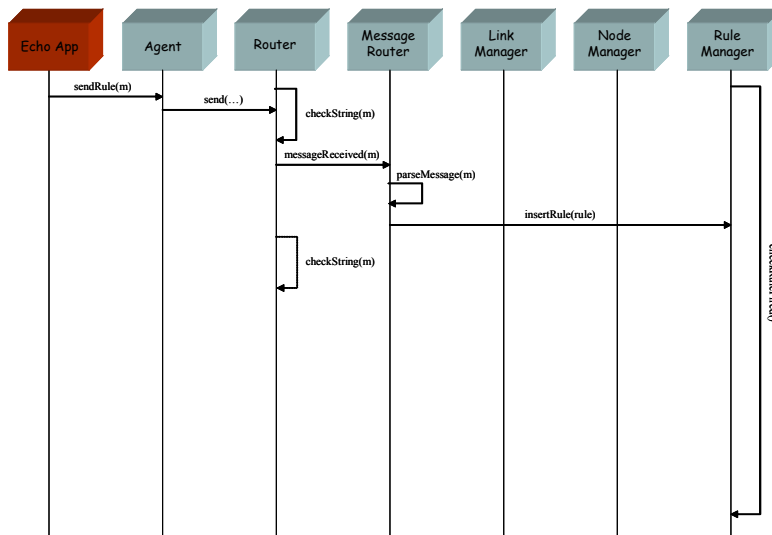 Echo App
Agent
Router
Message
Router
Link
Manager
Node
Manager
Rule
Manager
sendRule(m)
send(…)
checkString(m)
messageReceived(m)
parseMessage(m)
insertRule(rule)
checkString(m)